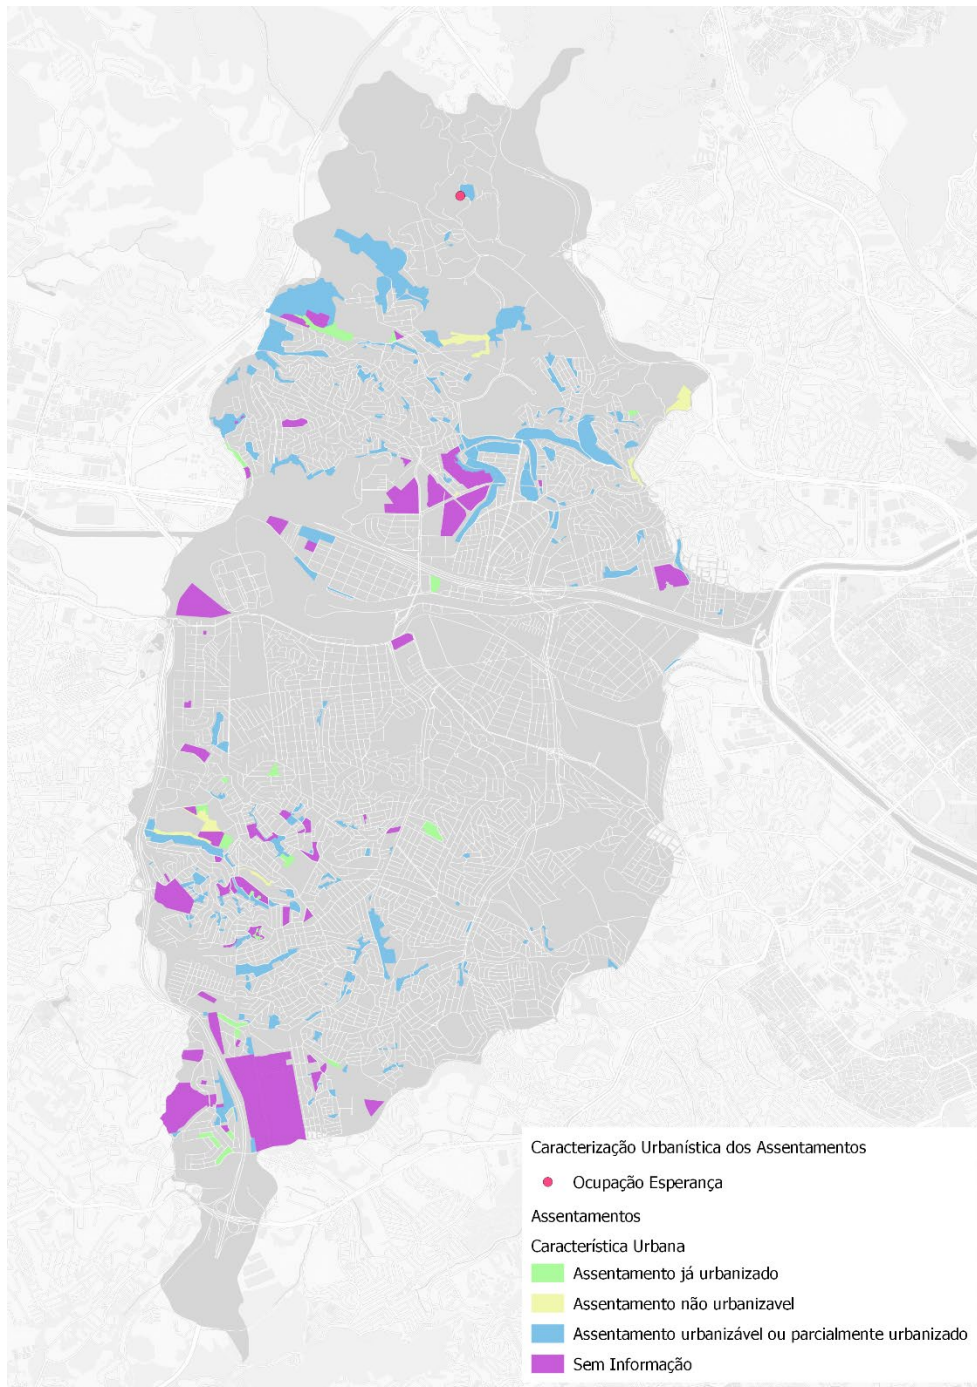 Caracterização Urbanística dos Assentamentos
Ocupação Esperança
Assentamentos
Característica Urbana
Assentamento já urbanizado
Assentamento não urbanizavel
Assentamento urbanizável ou parcialmente urbanizado
Sem Informação